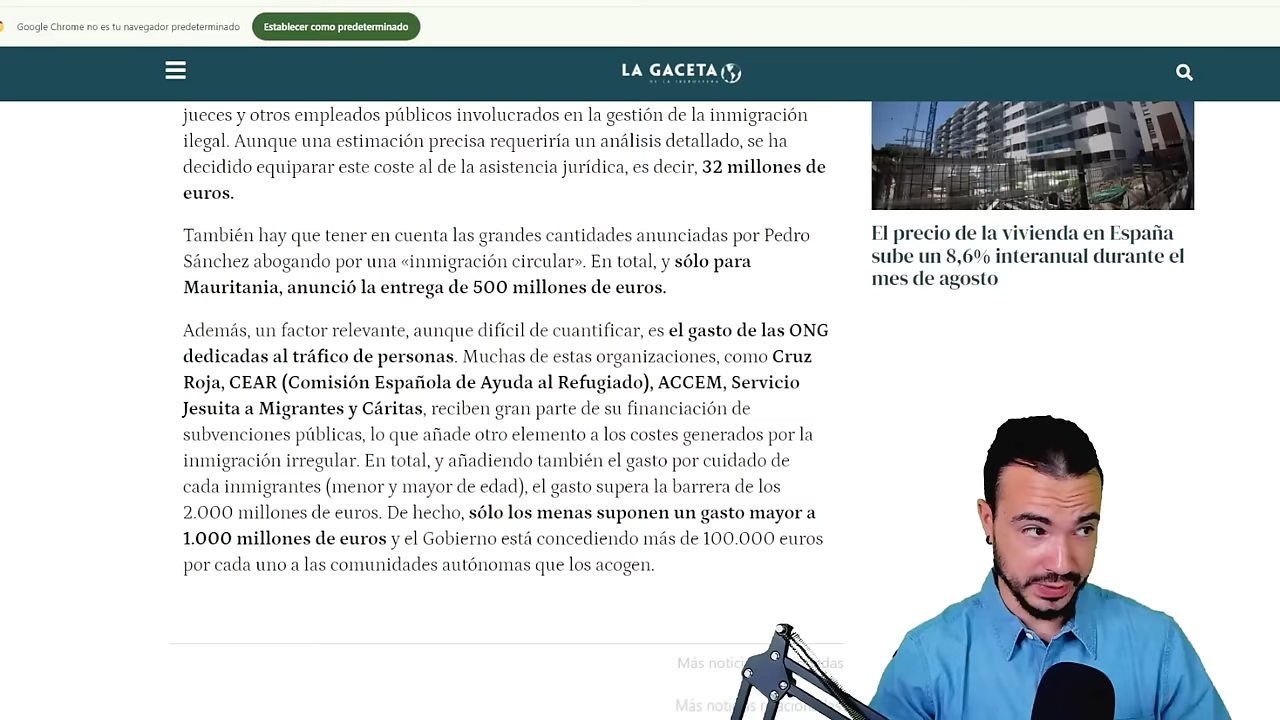 Google Chrome no es tu navegador predeterminado
Establecer como predeterminado
LA GACETA
DE LA IBEROSFERA
jueces y otros empleados públicos involucrados en la gestión de la inmigración
ilegal. Aunque una estimación precisa requeriría un análisis detallado, se ha
decidido equiparar este coste al de la asistencia jurídica, es decir, 32 millones de
euros.
También hay que tener en cuenta las grandes cantidades anunciadas por Pedro
Sánchez abogando por una «inmigración circular». En total, y sólo para
Mauritania, anunció la entrega de 500 millones de euros.
Además, un factor relevante, aunque difícil de cuantificar, es el gasto de las ONG
dedicadas al tráfico de personas. Muchas de estas organizaciones, como Cruz
Roja, CEAR (Comisión Española de Ayuda al Refugiado), ACCEM, Servicio
Jesuita a Migrantes y Cáritas, reciben gran parte de su financiación de
subvenciones públicas, lo que añade otro elemento a los costes generados por la
inmigración irregular. En total, y añadiendo también el gasto por cuidado de
cada inmigrantes (menor y mayor de edad), el gasto supera la barrera de los
2.000 millones de euros. De hecho, sólo los menas suponen un gasto mayor a
1.000 millones de euros y el Gobierno está concediendo más de 100.000 euros
por cada uno a las comunidades autónomas que los acogen.
El precio de la vivienda en España
sube un 8,6% interanual durante el
mes de agosto
Más
Más